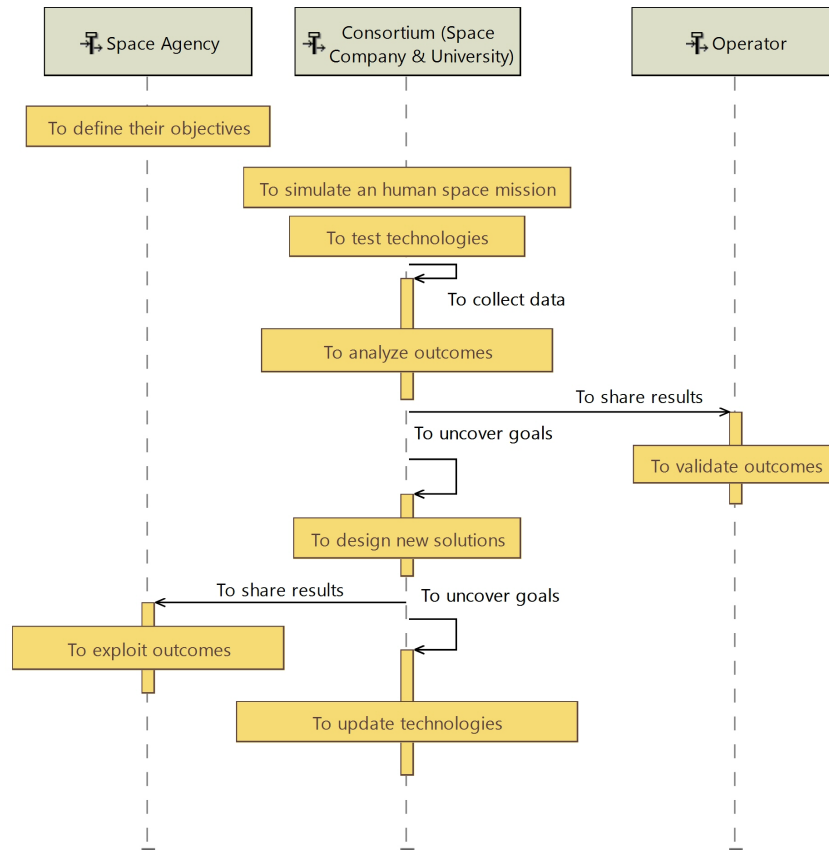 Space Agency
Consortium (Space
Company & University)
Operator
To define their objectives
To simulate an human space mission
To test technologies
To collect data
To analyze outcomes
To share results
To uncover goals
To validate outcomes
To design new solutions
To share results
To uncover goals
To exploit outcomes
To update technologies